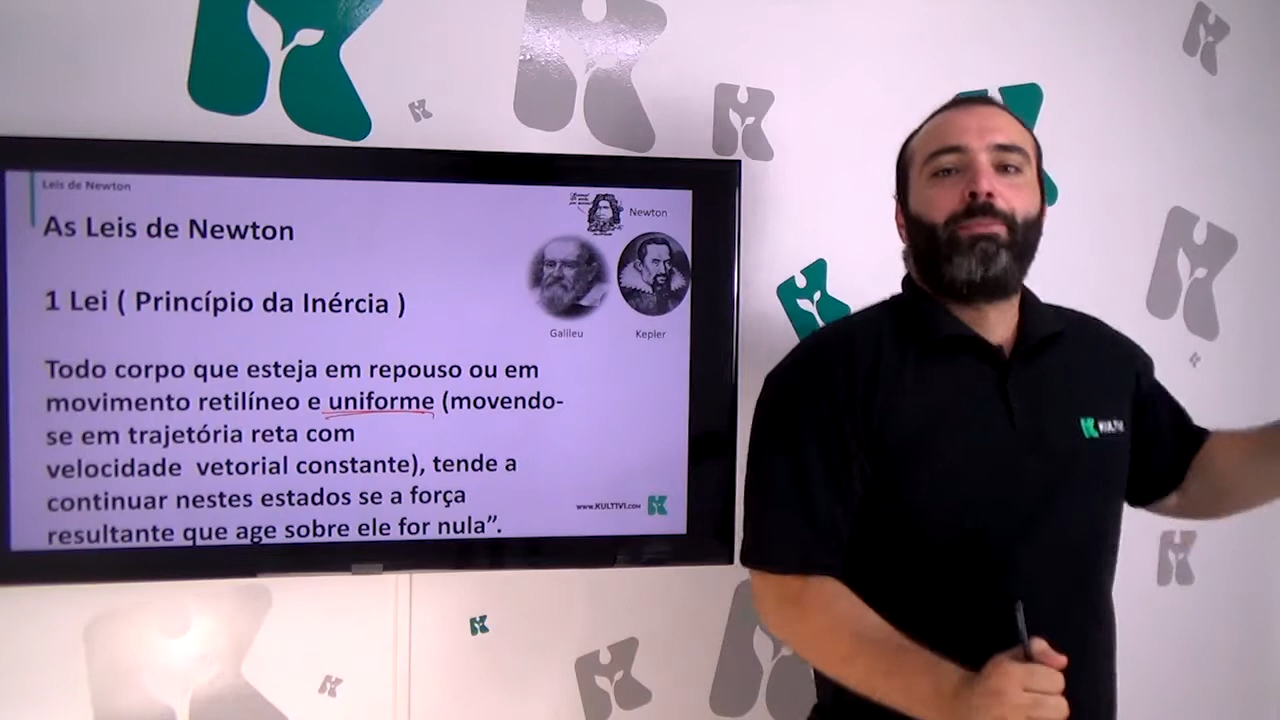 Leis de Newton
As Leis de Newton
Newton
1 Lei ( Princípio da Inércia )
Galileu
Kepler
Todo corpo que esteja em repouso ou em
movimento retilíneo e uniforme (movendo-
se em trajetória reta com
velocidade vetorial constante), tende a
continuar nestes estados se a força
resultante que age sobre ele for nula”.
www.KULTIVI.COM